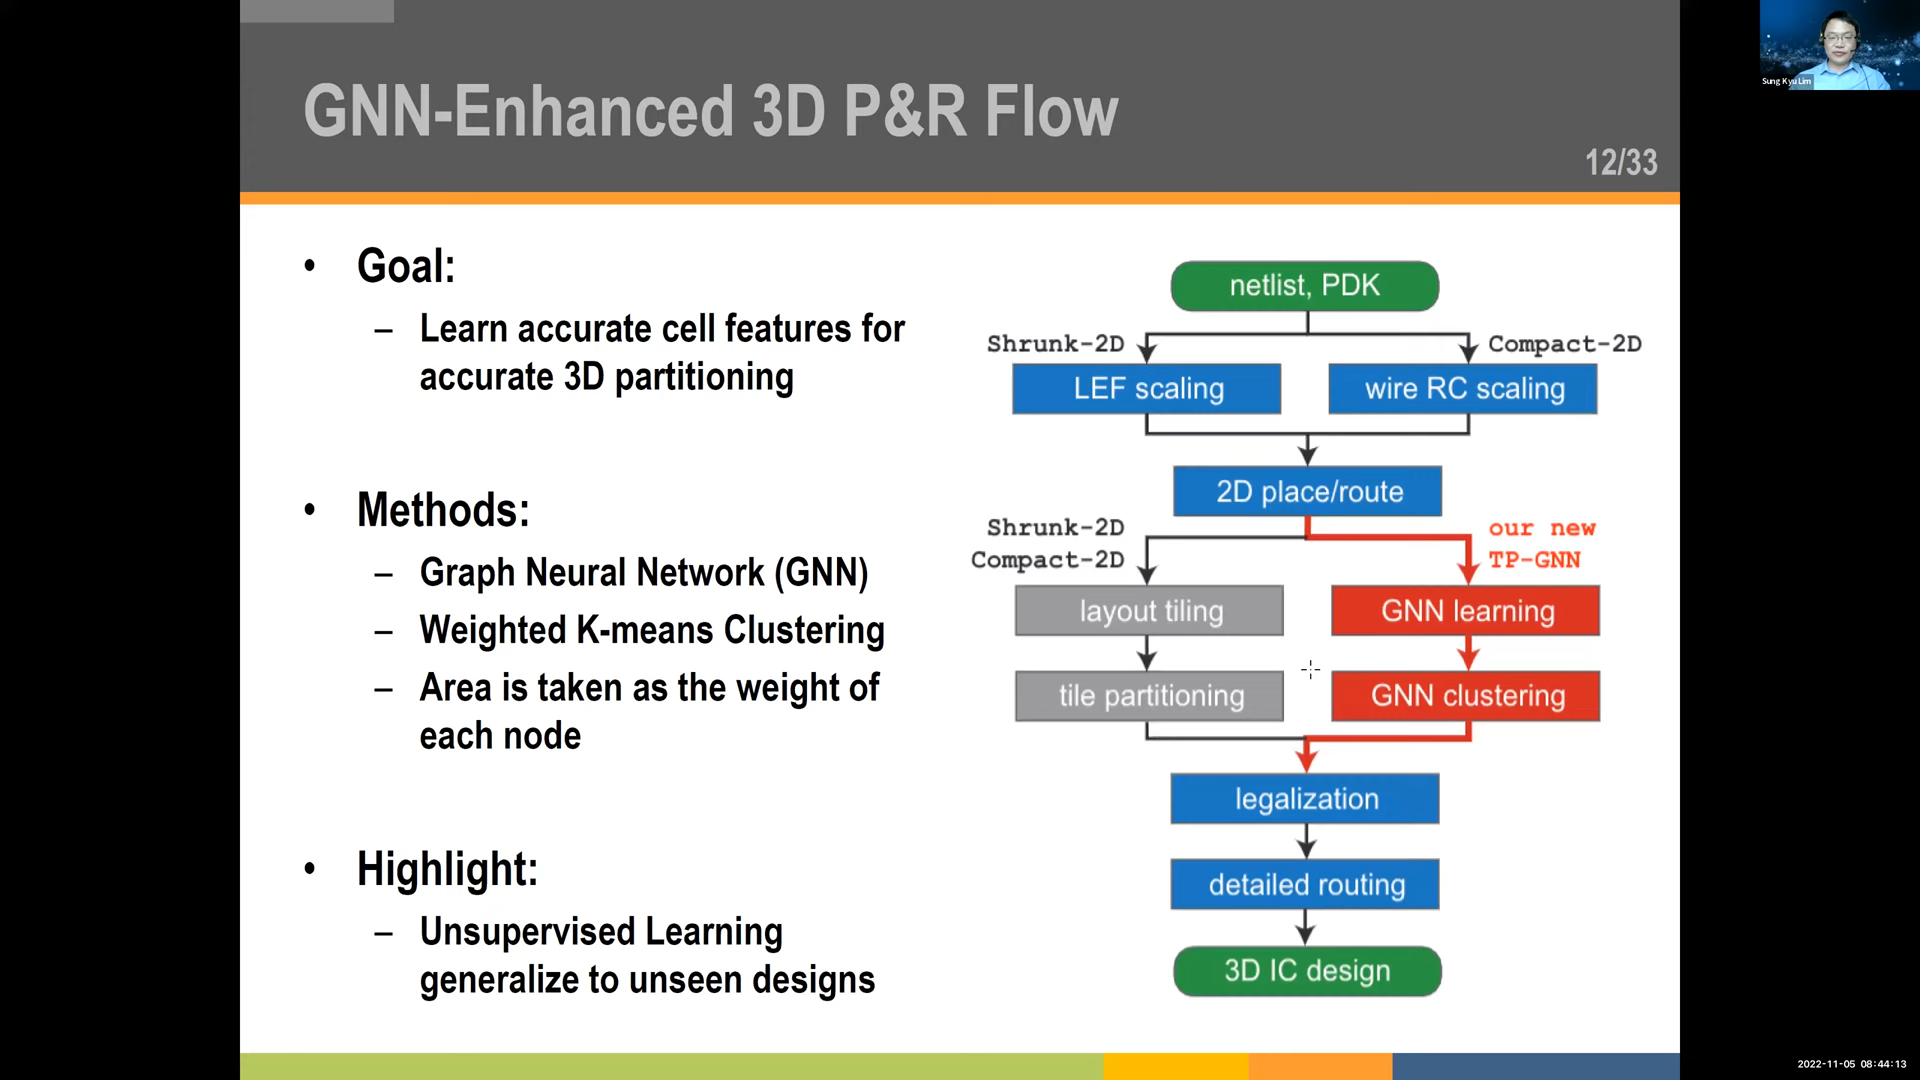 GNN-Enhanced 3D P&R Flow
12/33
Sung Kyu Lim
• Goal:
– Learn accurate cell features for
accurate 3D partitioning
• Methods:
– Graph Neural Network (GNN)
– Weighted K-means Clustering
– Area is taken as the weight of
each node
• Highlight:
– Unsupervised Learning
generalize to unseen designs
netlist, PDK
Shrunk-2D
Compact-2D
LEF scaling
wire RC scaling
2D place/route
Shrunk-2D
Compact-2D
our new
TP-GNN
layout tiling
GNN learning
tile partitioning
GNN clustering
legalization
detailed routing
3D IC design
2022-11-05 08:44:13